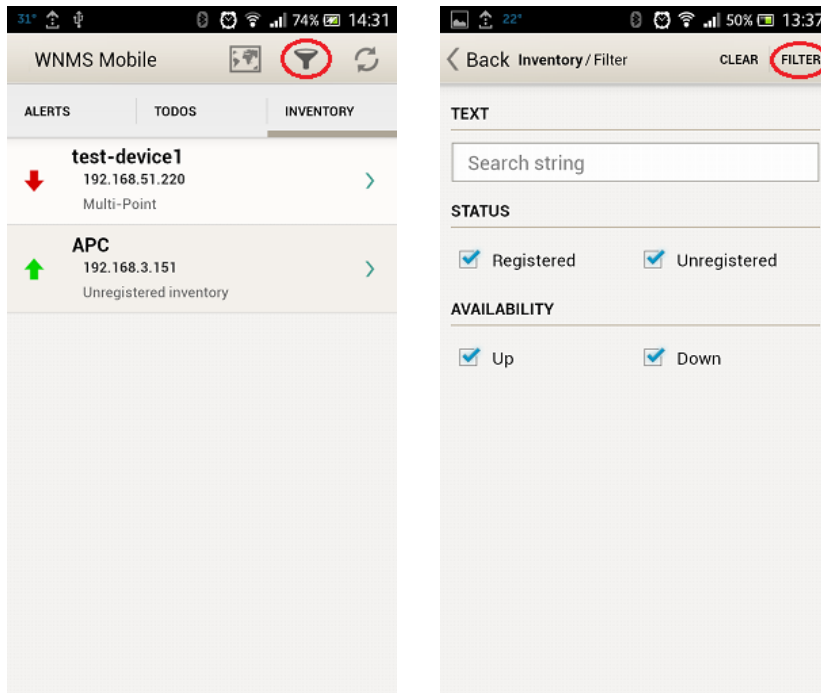 31° 74% 14:31
WNMS Mobile
ALERTS TODOS INVENTORY
test-device1
192.168.51.220
Multi-Point
APC
192.168.3.151
Unregistered inventory
22° 50% 13:37
Back Inventory / Filter CLEAR FILTER
TEXT
Search string
STATUS
Registered Unregistered
AVAILABILITY
Up Down